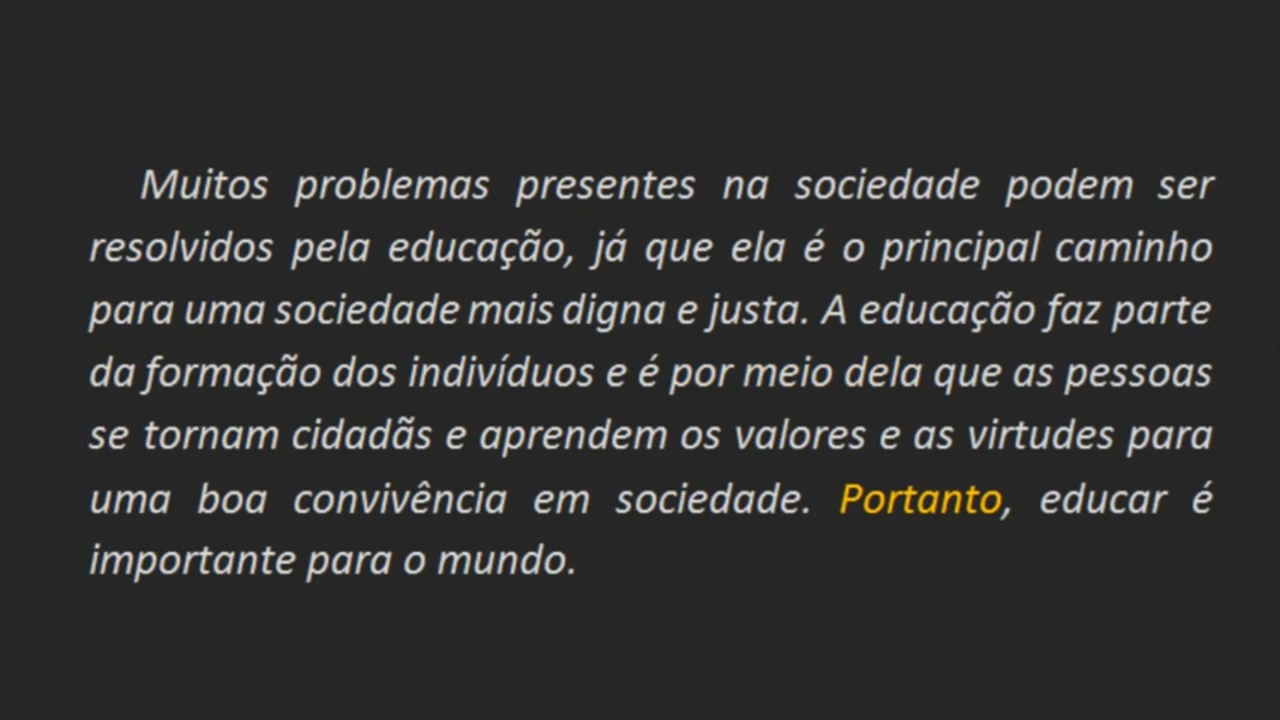 Muitos problemas presentes na sociedade podem ser
resolvidos pela educação, já que ela é o principal caminho
para uma sociedade mais digna e justa. A educação faz parte
da formação dos indivíduos e é por meio dela que as pessoas
se tornam cidadãs e aprendem os valores e as virtudes para
uma boa convivência em sociedade. Portanto, educar é
importante para o mundo.